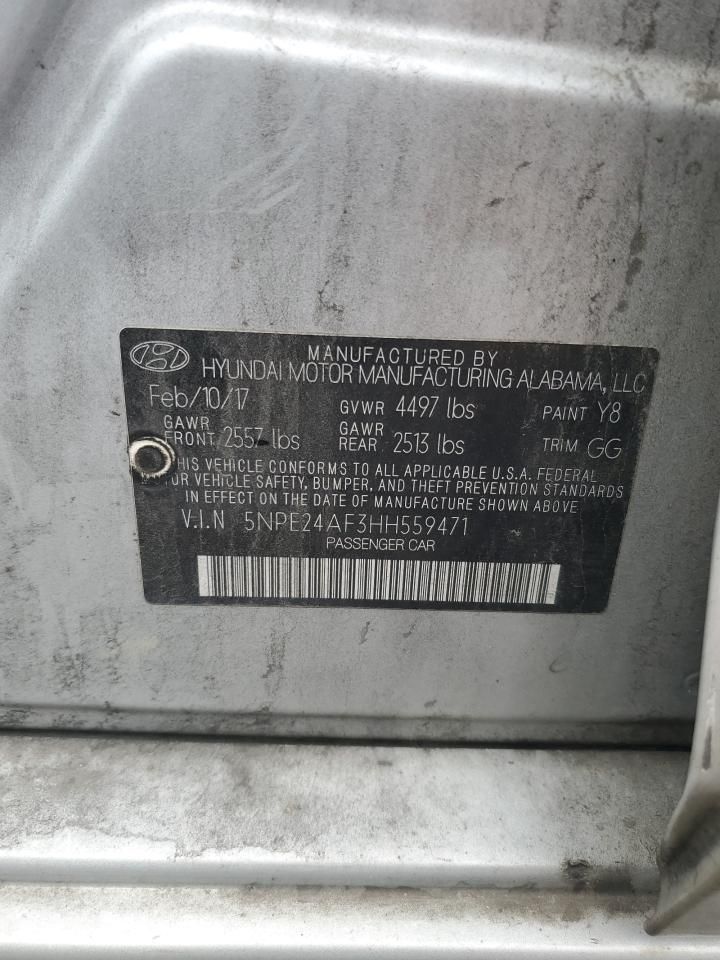 MANUFACTURED BY
HYUNDAI MOTOR MANUFACTURING ALABAMA, LLC
Feb/10/17 GVWR 4497 lbs PAINT Y8
GAWR FRONT 2557 lbs GAWR REAR 2513 lbs TRIM GG
THIS VEHICLE CONFORMS TO ALL APPLICABLE U.S.A. FEDERAL
MOTOR VEHICLE SAFETY, BUMPER, AND THEFT PREVENTION STANDARDS
IN EFFECT ON THE DATE OF MANUFACTURE SHOWN ABOVE
V.I.N 5NPE24AF3HH559471
PASSENGER CAR